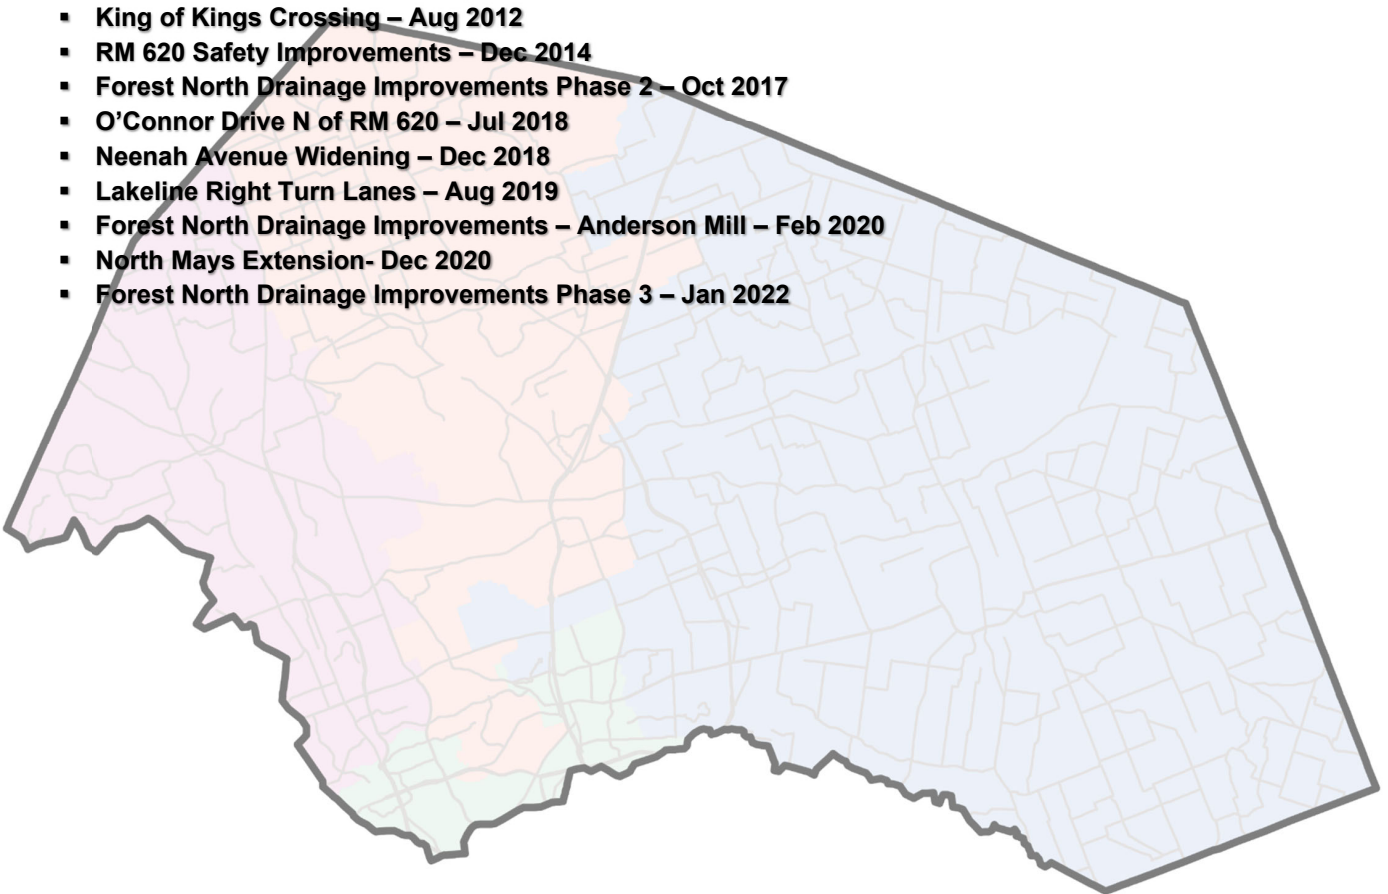 ▪ King of Kings Crossing – Aug 2012
▪ RM 620 Safety Improvements – Dec 2014
▪ Forest North Drainage Improvements Phase 2 – Oct 2017
▪ O’Connor Drive N of RM 620 – Jul 2018
▪ Neenah Avenue Widening – Dec 2018
▪ Lakeline Right Turn Lanes – Aug 2019
▪ Forest North Drainage Improvements – Anderson Mill – Feb 2020
▪ North Mays Extension- Dec 2020
▪ Forest North Drainage Improvements Phase 3 – Jan 2022